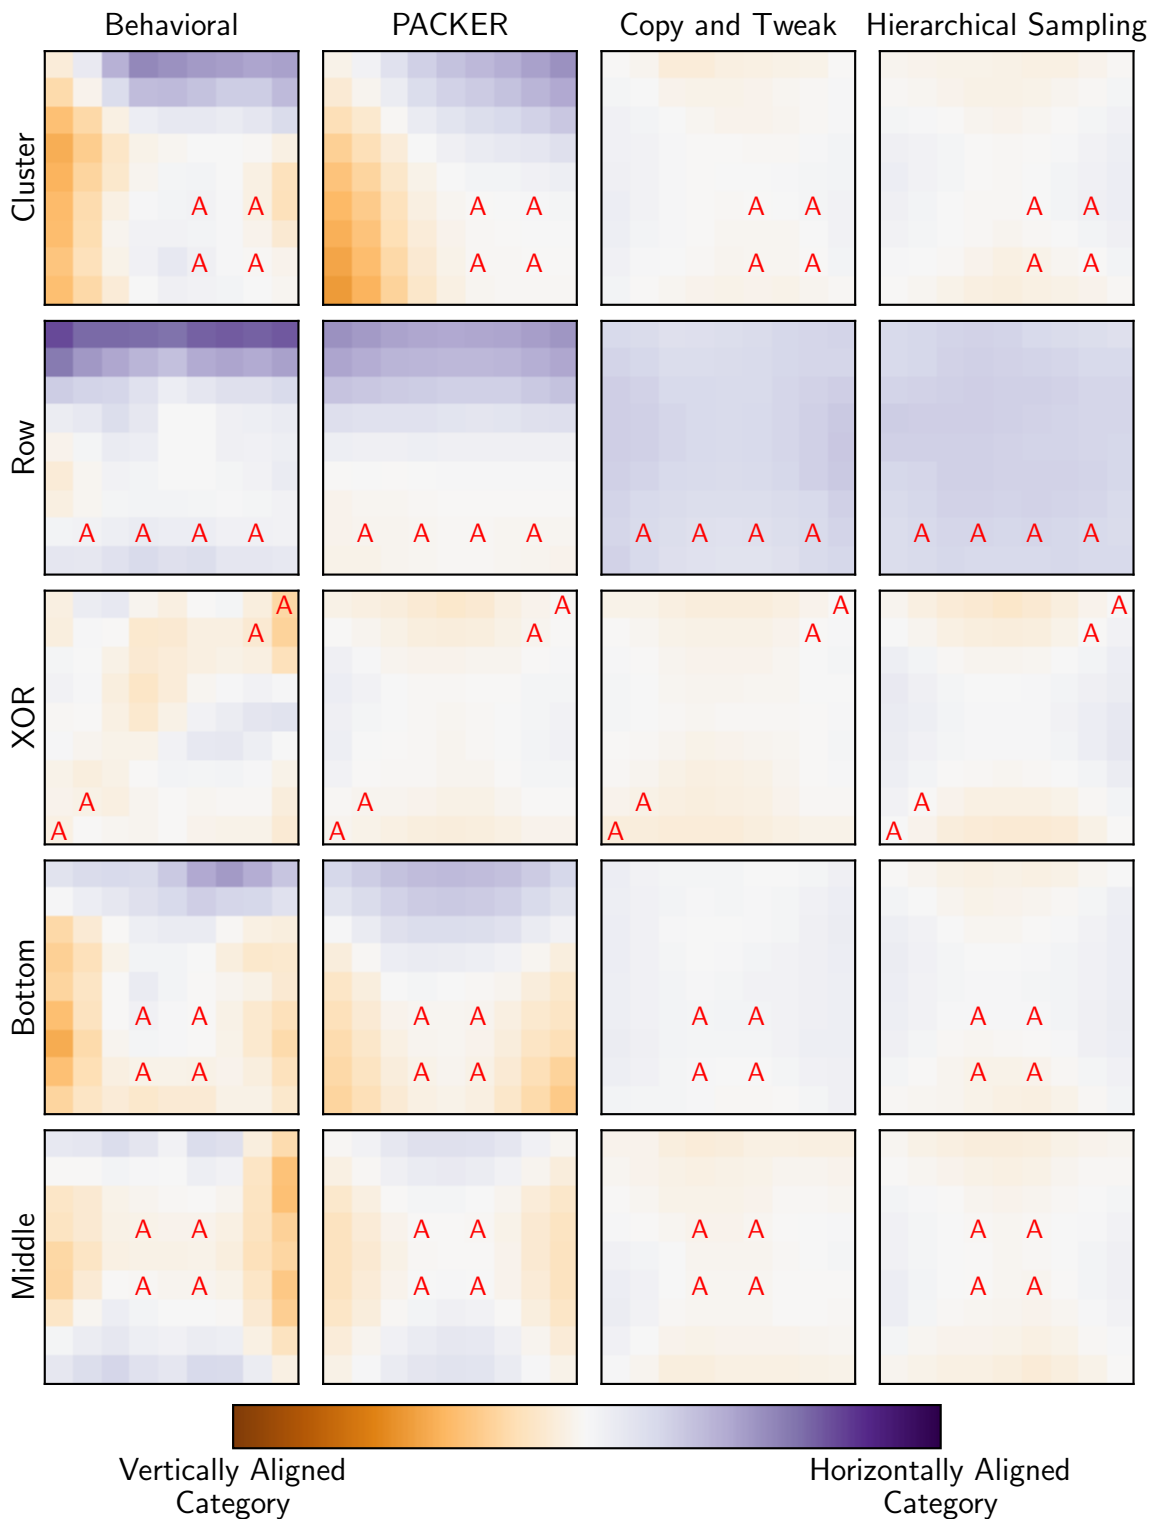 Behavioral PACKER Copy and Tweak Hierarchical Sampling
Cluster
A A A A A A A A
A A A A A A A A
Row
A A A A A A A A A A A A A A A A
XOR
A A A A
A A A A
A A A A
A A A A
Bottom
A A A A A A A A
A A A A A A A A
Middle
A A A A A A A A
A A A A A A A A
Vertically Aligned Horizontally Aligned
Category Category